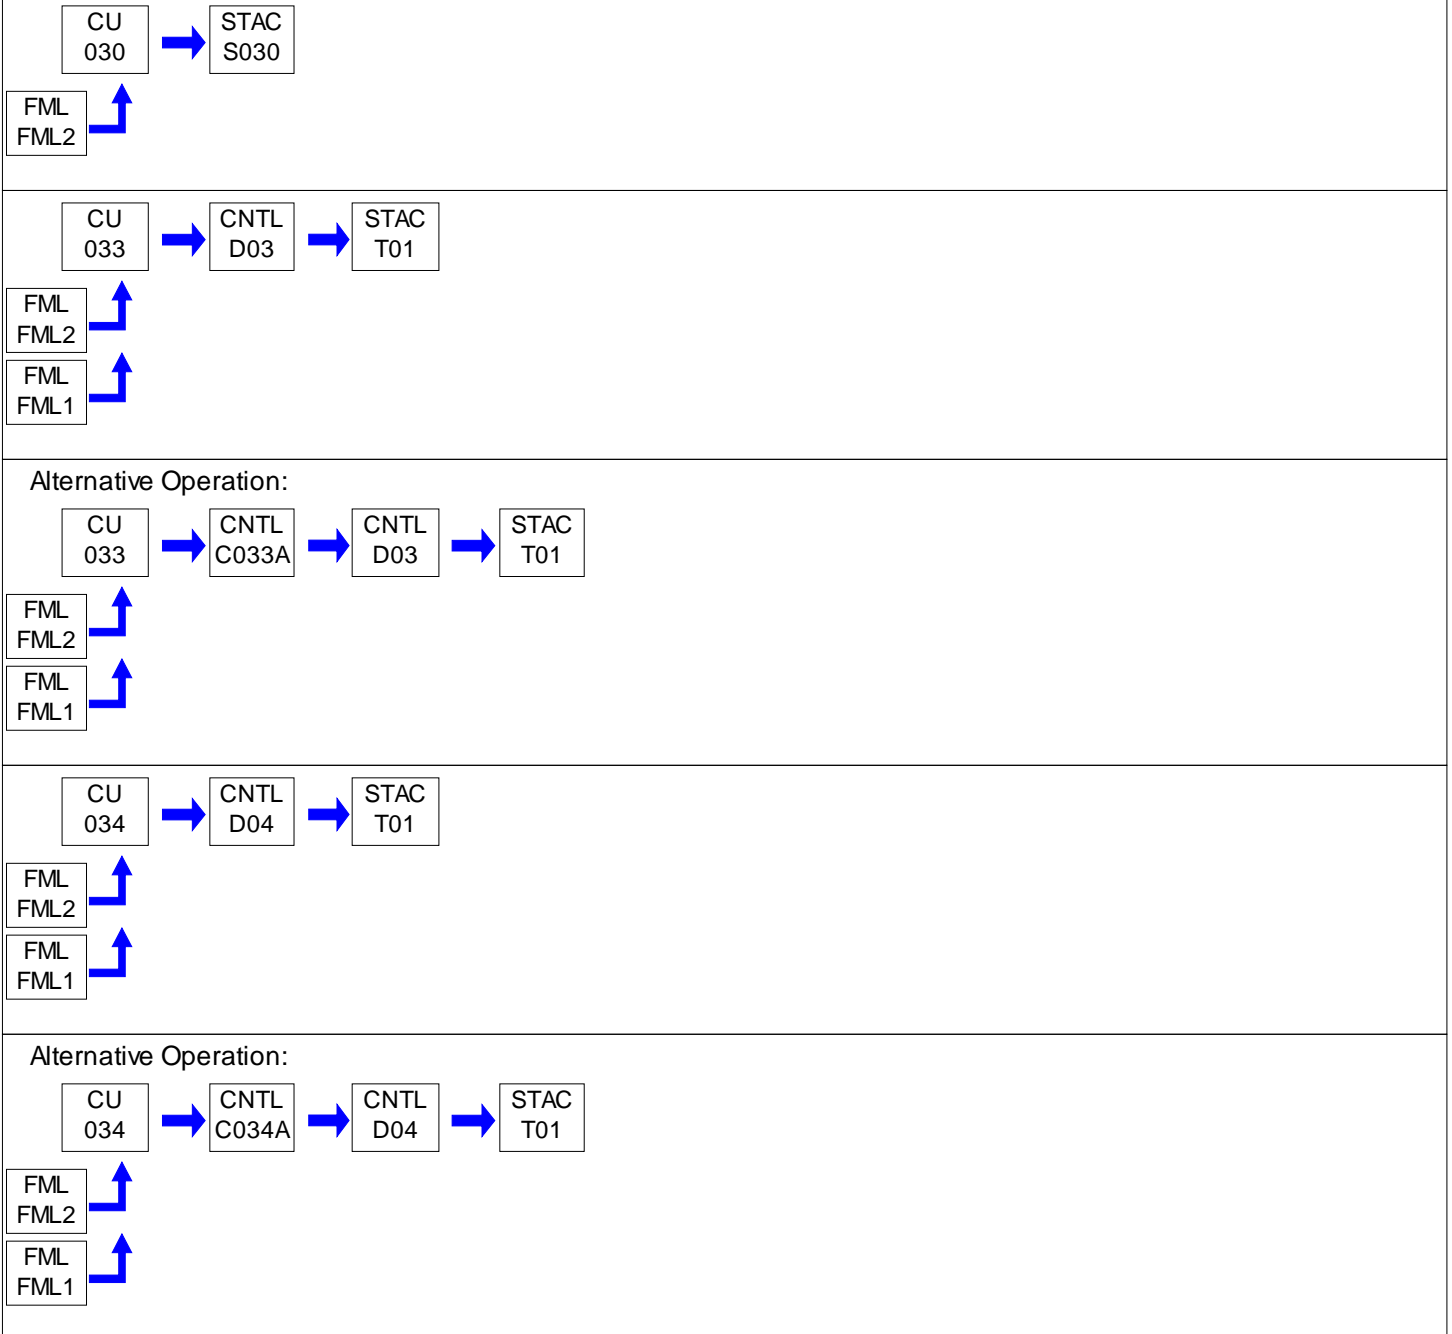 CU
030
STAC
S030
FML
FML2
CU
033
CNTL
D03
STAC
T01
FML
FML2
FML
FML1
Alternative Operation:
CU
033
CNTL
C033A
CNTL
D03
STAC
T01
FML
FML2
FML
FML1
CU
034
CNTL
D04
STAC
T01
FML
FML2
FML
FML1
Alternative Operation:
CU
034
CNTL
C034A
CNTL
D04
STAC
T01
FML
FML2
FML
FML1